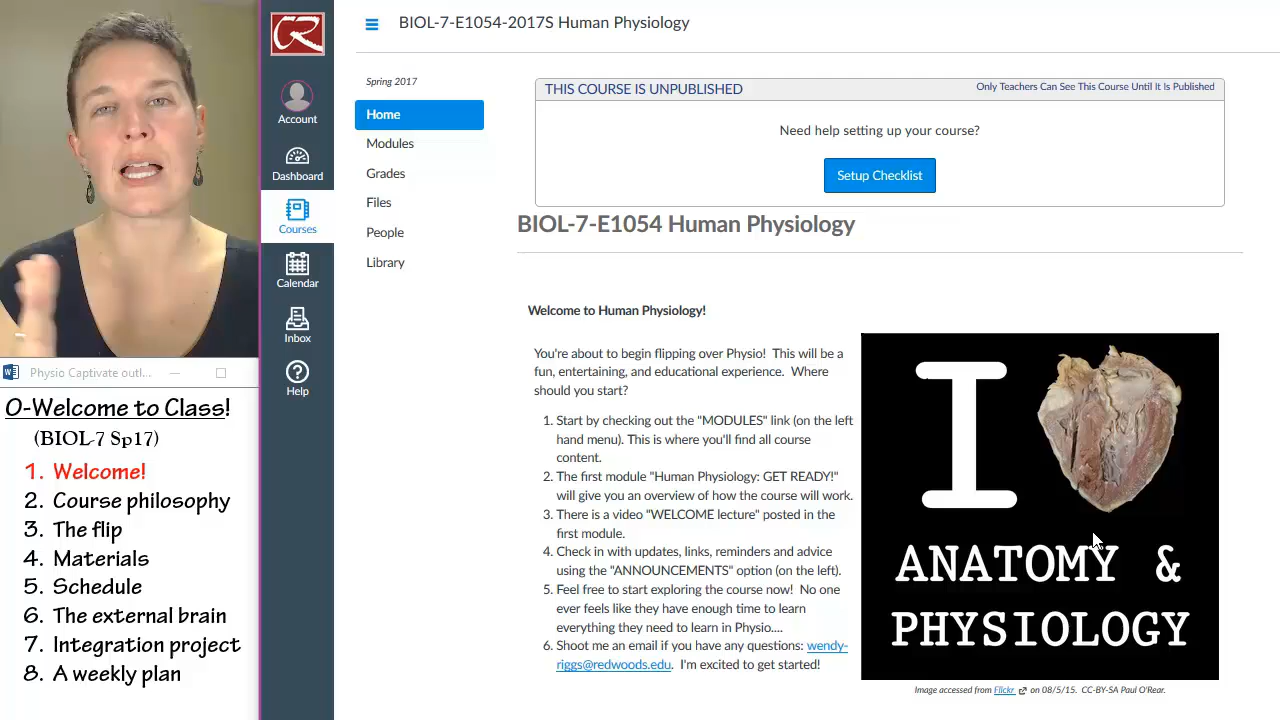 BIOL-7-E1054-2017S Human Physiology
Account
Dashboard
Courses
Calendar
Inbox
Help
Spring 2017
Home
Modules
Grades
Files
People
Library
THIS COURSE IS UNPUBLISHED
Only Teachers Can See This Course Until It Is Published
Need help setting up your course?
Setup Checklist
BIOL-7-E1054 Human Physiology
Welcome to Human Physiology!
You're about to begin flipping over Physio! This will be a
fun, entertaining, and educational experience. Where
should you start?
1. Start by checking out the "MODULES" link (on the left
hand menu). This is where you'll find all course
content.
2. The first module "Human Physiology: GET READY!"
will give you an overview of how the course will work.
3. There is a video "WELCOME lecture" posted in the
first module.
4. Check in with updates, links, reminders and advice
using the "ANNOUNCEMENTS" option (on the left).
5. Feel free to start exploring the course now! No one
ever feels like they have enough time to learn
everything they need to learn in Physio....
6. Shoot me an email if you have any questions: wendy-
riggs@redwoods.edu. I'm excited to get started!
I
ANATOMY &
PHYSIOLOGY
Image accessed from Flickr on 08/5/15. CC-BY-SA Paul O'Rear.
Physio Captivate outl...
0-Welcome to Class!
(BIOL-7 Sp17)
1. Welcome!
2. Course philosophy
3. The flip
4. Materials
5. Schedule
6. The external brain
7. Integration project
8. A weekly plan